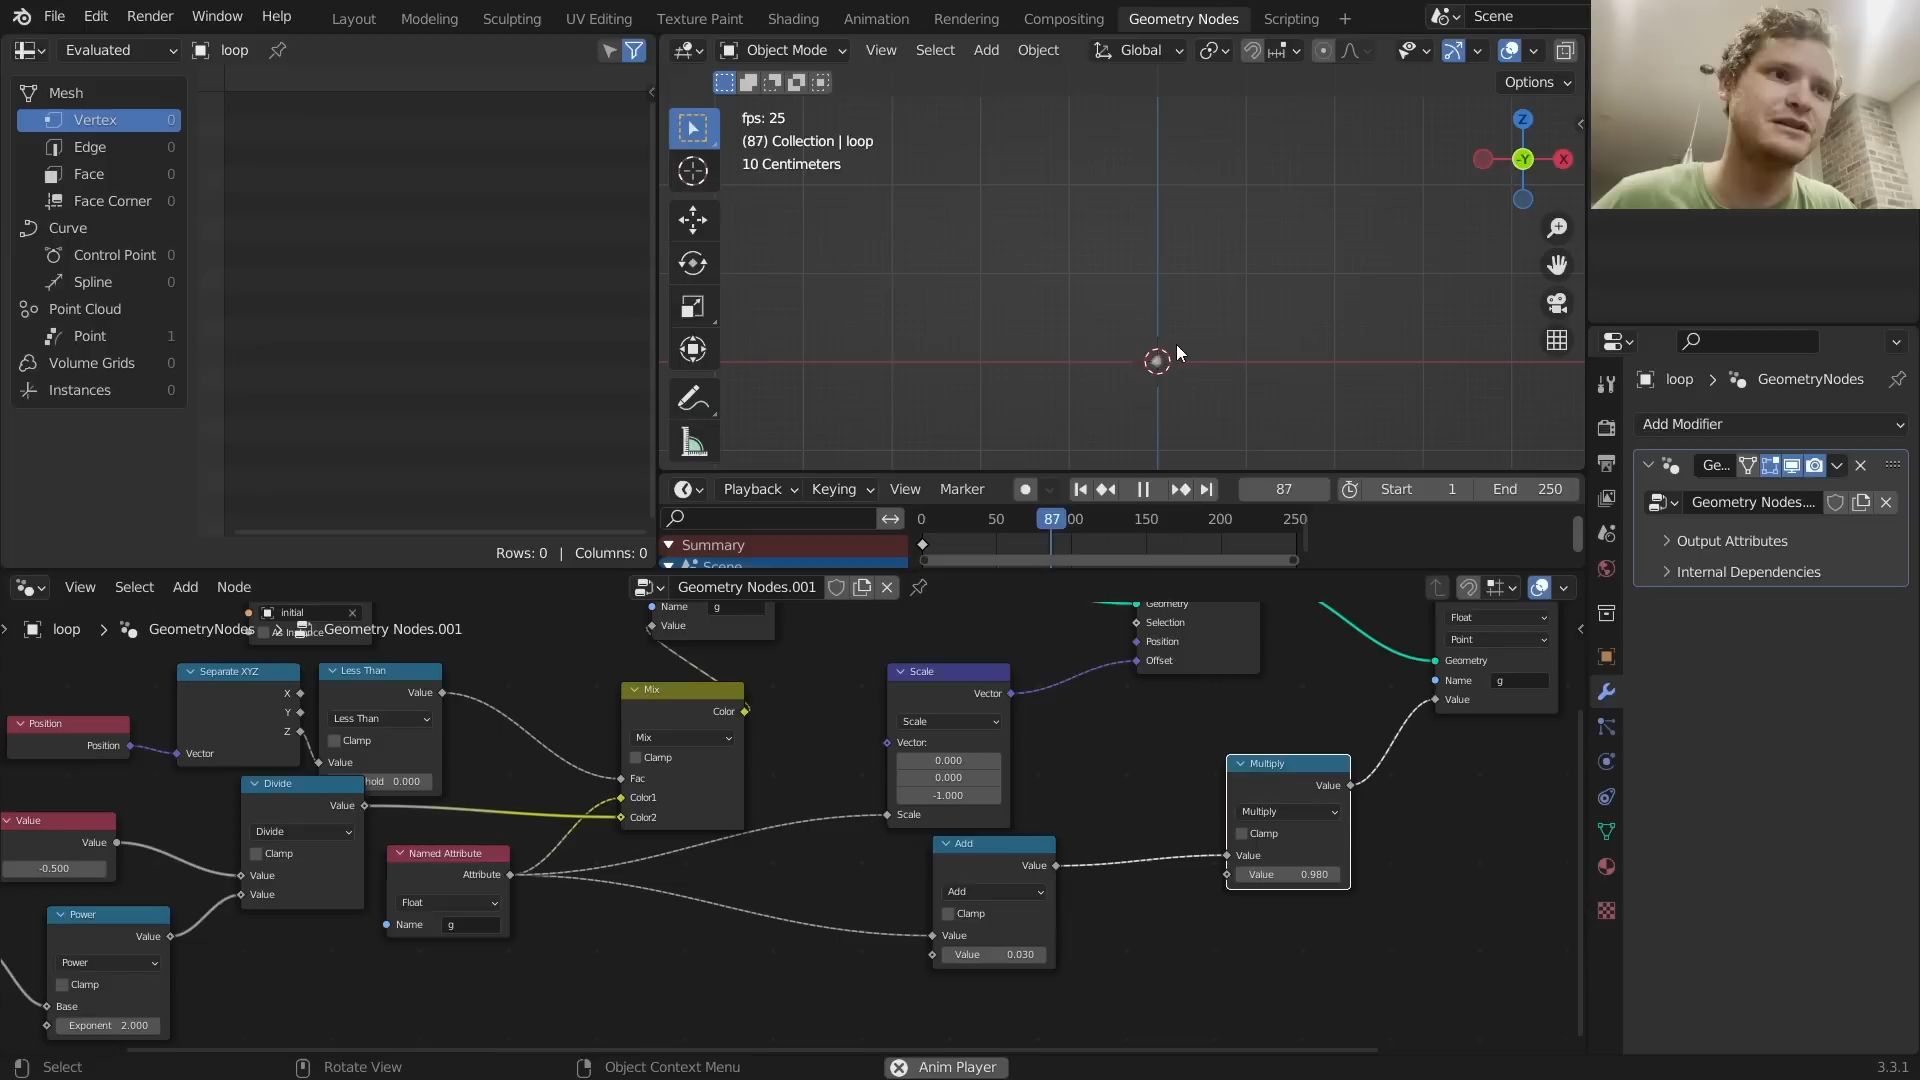 File Edit Render Window Help
Layout Modeling Sculpting UV Editing Texture Paint Shading Animation Rendering Compositing Geometry Nodes Scripting
Scene
Evaluated
loop
Object Mode
View Select Add Object
Global
Options
Mesh
Vertex 0
Edge 0
Face 0
Face Corner 0
Curve
Control Point 0
Spline 0
Point Cloud
Point 1
Volume Grids 0
Instances 0
Rows: 0 | Columns: 0
fps: 25
(87) Collection | loop
10 Centimeters
Z
-Y
X
Playback Keying View Marker
87
Start 1
End 250
0 50 87 00 150 200 250
Summary
Scene
loop > GeometryNodes
Add Modifier
Ge...
Geometry Nodes....
Output Attributes
Internal Dependencies
View Select Add Node
Geometry Nodes.001
loop > GeometryNodes > Geometry Nodes.001
initial
As Instance
Name g
Value
Geometry
Selection
Position
Offset
Float
Point
Geometry
Name g
Value
Position
Position
Separate XYZ
X
Y
Z
Vector
Less Than
Value
Less Than
Clamp
Value
hold 0.000
Divide
Value
Divide
Clamp
Value
Value
Value
Value
-0.500
Power
Value
Power
Clamp
Base
Exponent 2.000
Named Attribute
Attribute
Float
Name g
Mix
Color
Mix
Clamp
Fac
Color1
Color2
Scale
Vector
Scale
Vector:
0.000
0.000
-1.000
Scale
Add
Value
Add
Clamp
Value
Value 0.030
Multiply
Value
Multiply
Clamp
Value
Value 0.980
Select
Rotate View
Object Context Menu
Anim Player
3.3.1